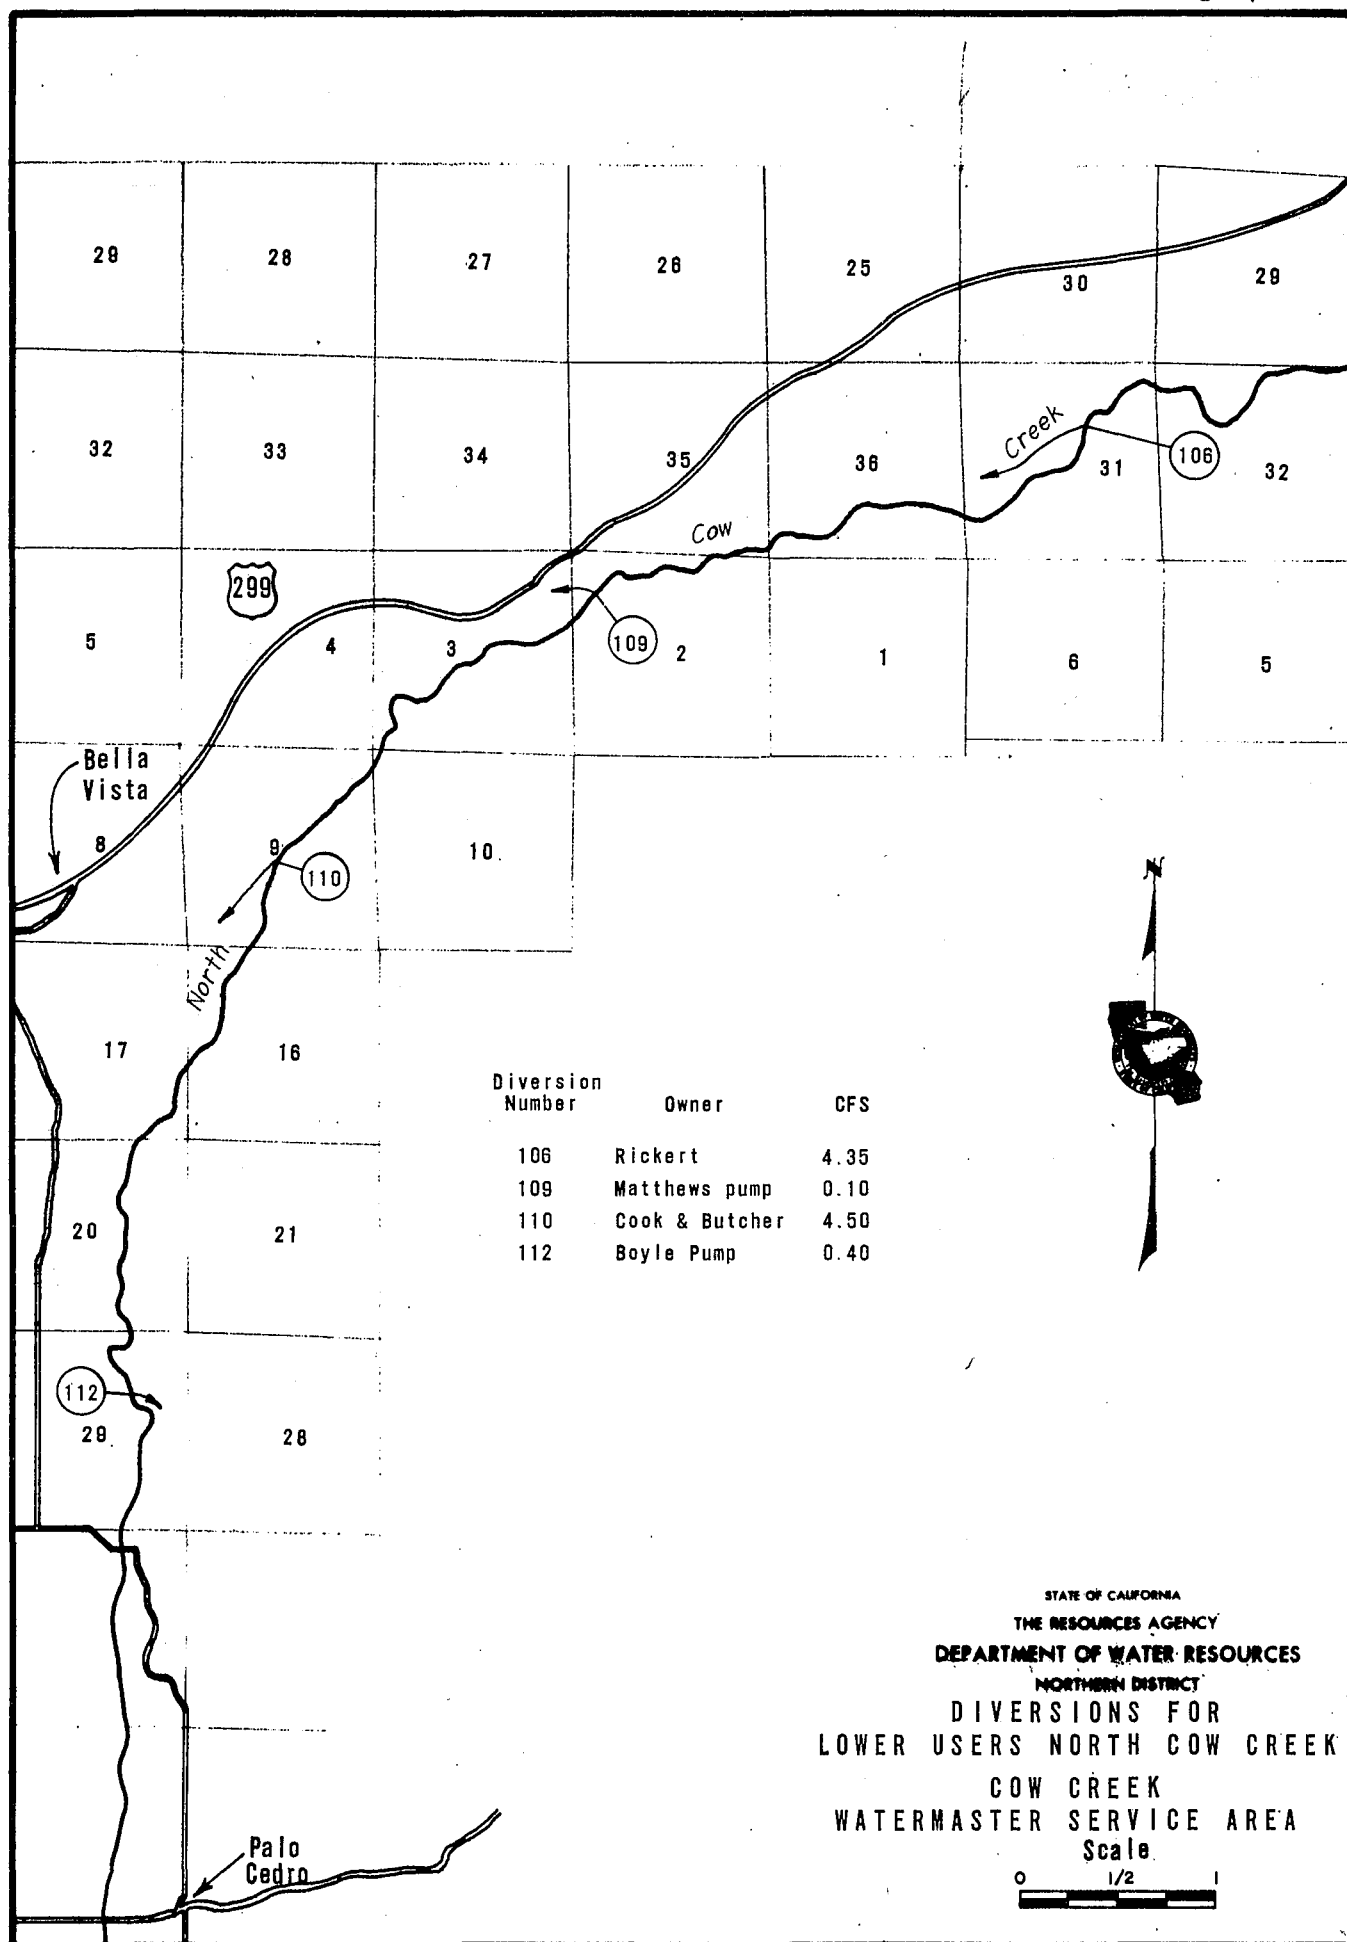 29 28 27 26 25 30 29
32 33 34 35 36 31 32
Creek
106
Cow
299
109
5 4 3 2 1 6 5
Bella
Vista
8 9 10
110
North
17 16
Diversion
Number Owner CFS
106 Rickert 4.35
109 Matthews pump 0.10
110 Cook & Butcher 4.50
112 Boyle Pump 0.40
20 21
N
112
29 28
STATE OF CALIFORNIA
THE RESOURCES AGENCY
DEPARTMENT OF WATER RESOURCES
NORTHERN DISTRICT
DIVERSIONS FOR
LOWER USERS NORTH COW CREEK
COW CREEK
WATERMASTER SERVICE AREA
Scale
0 1/2 1
Palo
Cedro